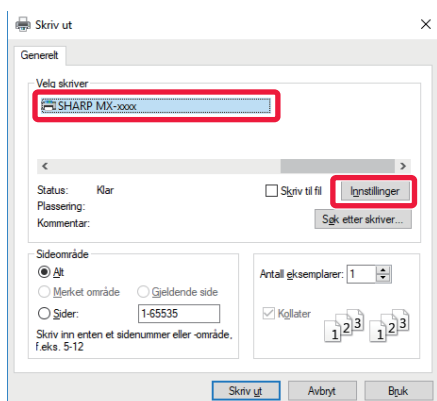 Skriv ut
Generelt
Velg skriver
SHARP MX-xxxx
Status: Klar
Skriv til fil
Innstillinger
Plassering:
Kommentar:
Søk etter skriver...
Sideområde
Alt
Merket område
Gjeldende side
Sider: 1-65535
Skriv inn enten et sidenummer eller -område,
f.eks. 5-12
Antall eksemplarer: 1
Kollater
1 2 3 1 2 3
Skriv ut Avbryt Bruk